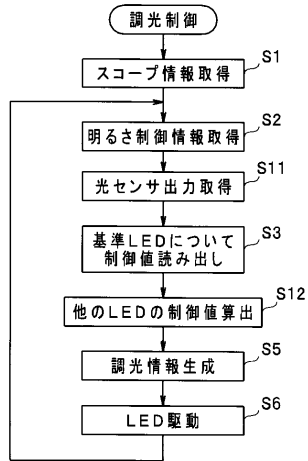 調光制御
S1
スコープ情報取得
S2
明るさ制御情報取得
S11
光センサ出力取得
S3
基準LEDについて
制御値読み出し
S12
他のLEDの制御値算出
S5
調光情報生成
S6
LED駆動